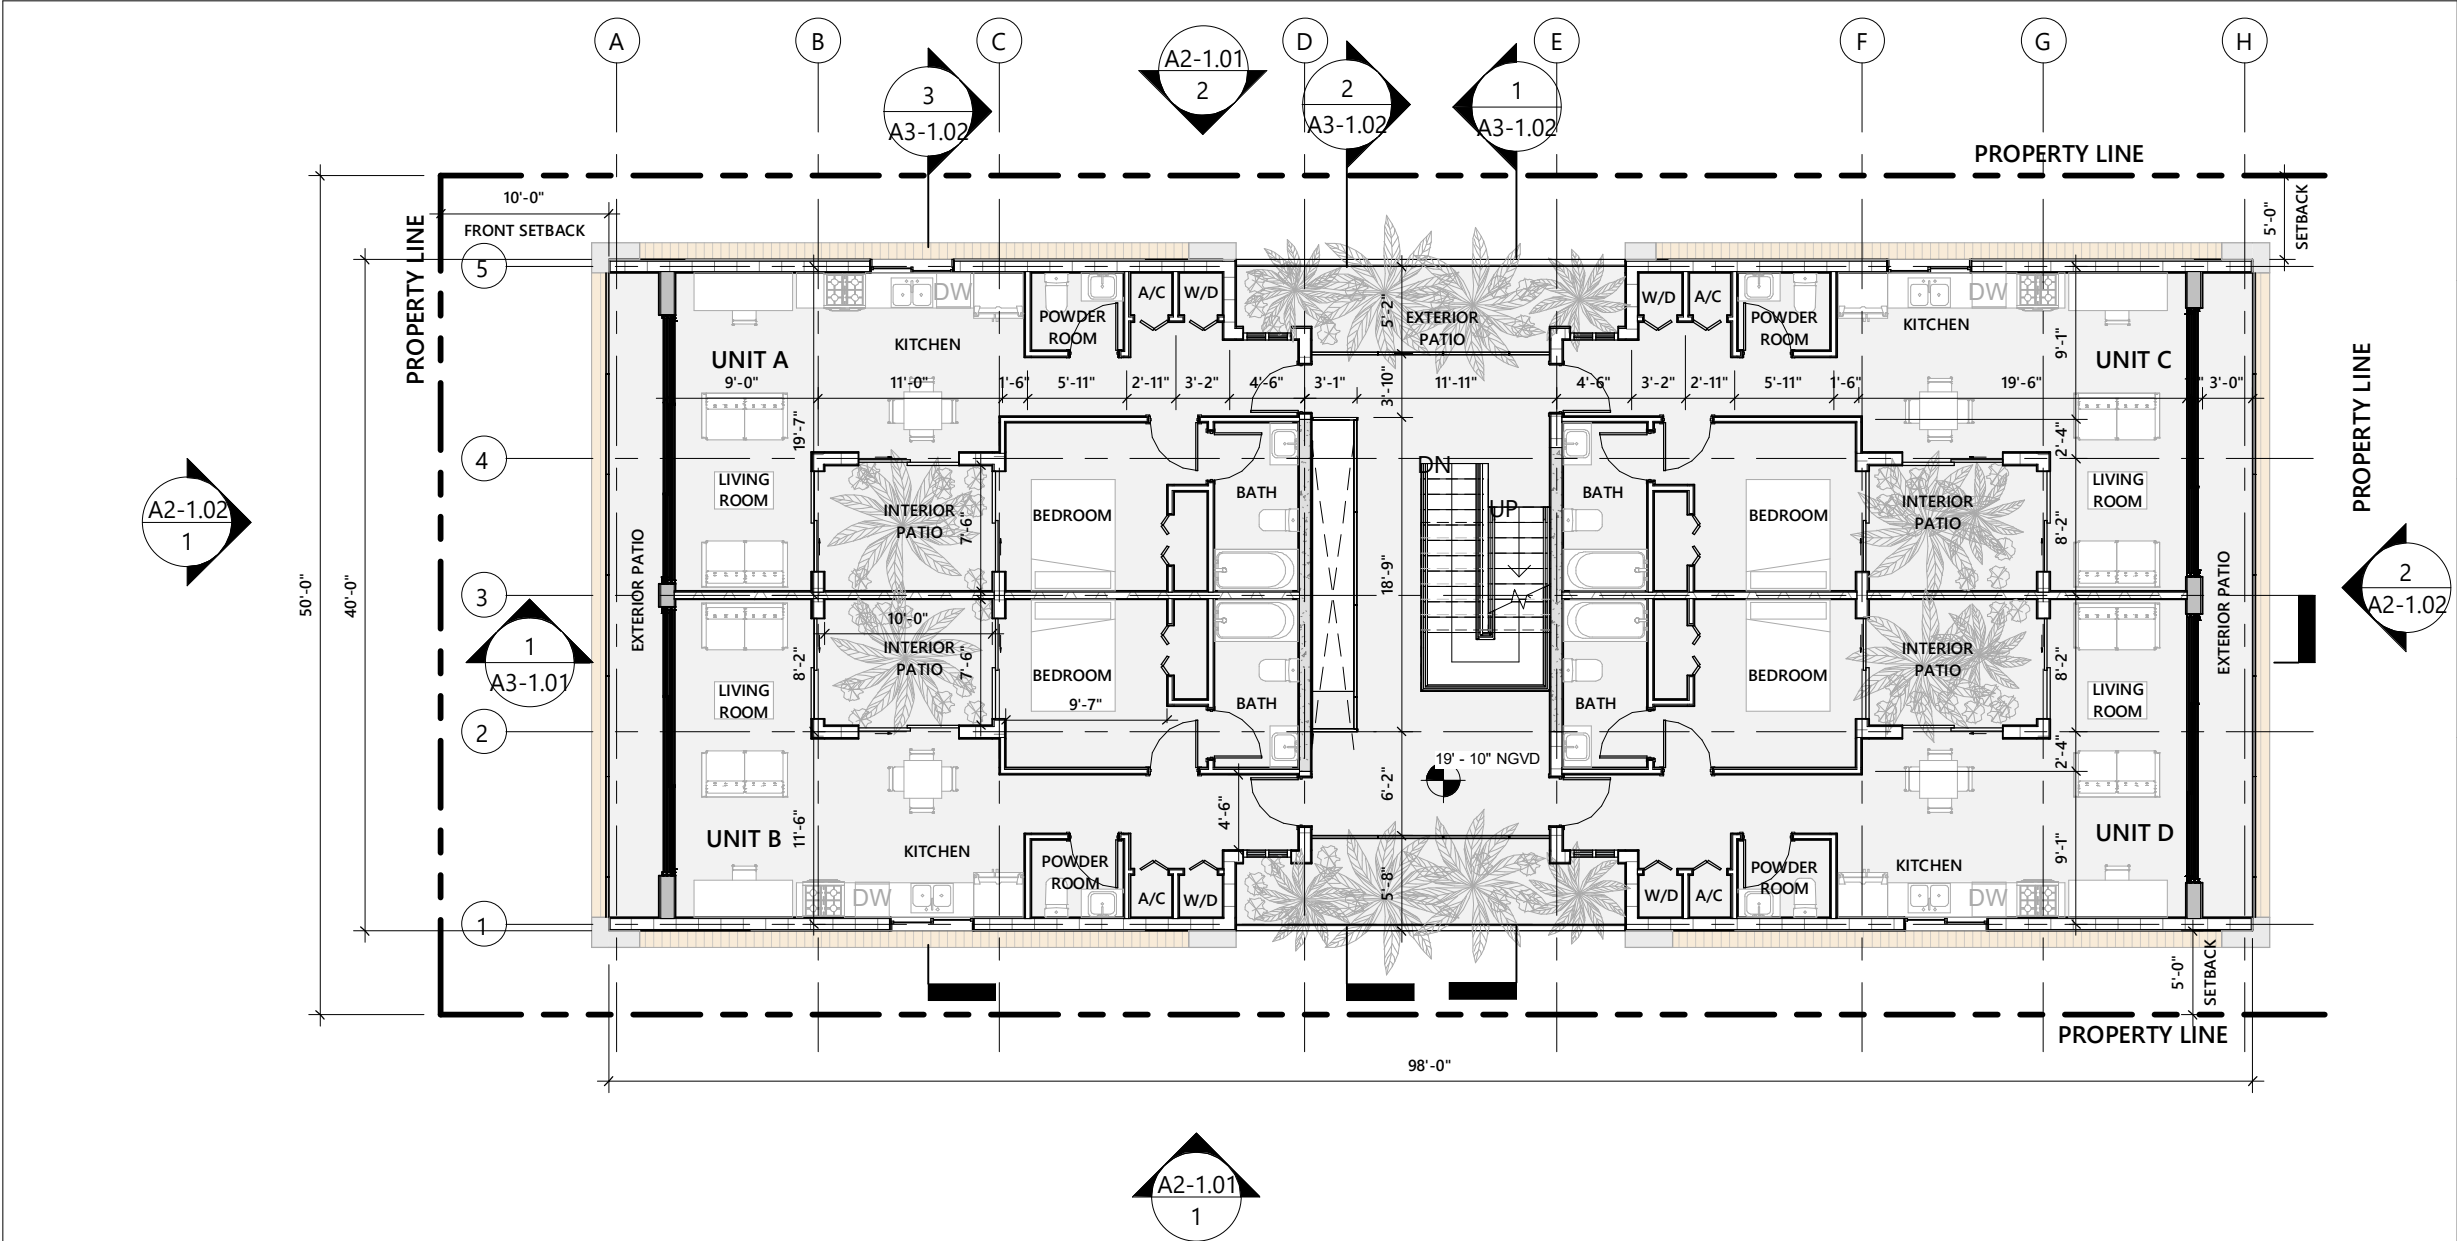 A
B
C
D
E
F
G
H
A2-1.01
2
3
A3-1.02
2
A3-1.02
1
A3-1.02
PROPERTY LINE
10'-0"
FRONT SETBACK
PROPERTY LINE
5'-0"
SETBACK
5
4
3
2
1
50'-0"
40'-0"
A2-1.02
1
1
A3-1.01
DW
POWDER
ROOM
A/C
W/D
KITCHEN
UNIT A
9'-0"
11'-0"
1'-6"
5'-11"
2'-11"
3'-2"
4'-6"
3'-1"
11'-11"
4'-6"
3'-2"
2'-11"
5'-11"
1'-6"
19'-6"
3'-0"
5'-2"
EXTERIOR
PATIO
3'-10"
W/D
A/C
POWDER
ROOM
DW
KITCHEN
9'-1"
UNIT C
PROPERTY LINE
19'-7"
LIVING
ROOM
INTERIOR
PATIO
7'-6"
BEDROOM
BATH
DN
UP
18'-9"
BATH
BEDROOM
INTERIOR
PATIO
2'-4"
8'-2"
LIVING
ROOM
EXTERIOR PATIO
EXTERIOR PATIO
2
A2-1.02
10'-0"
INTERIOR
PATIO
7'-6"
8'-2"
LIVING
ROOM
BEDROOM
9'-7"
BATH
BATH
BEDROOM
INTERIOR
PATIO
8'-2"
LIVING
ROOM
2'-4"
19' - 10" NGVD
6'-2"
4'-6"
11'-6"
UNIT B
KITCHEN
POWDER
ROOM
DW
A/C
W/D
5'-8"
W/D
A/C
POWDER
ROOM
KITCHEN
DW
9'-1"
UNIT D
5'-0"
SETBACK
PROPERTY LINE
98'-0"
A2-1.01
1